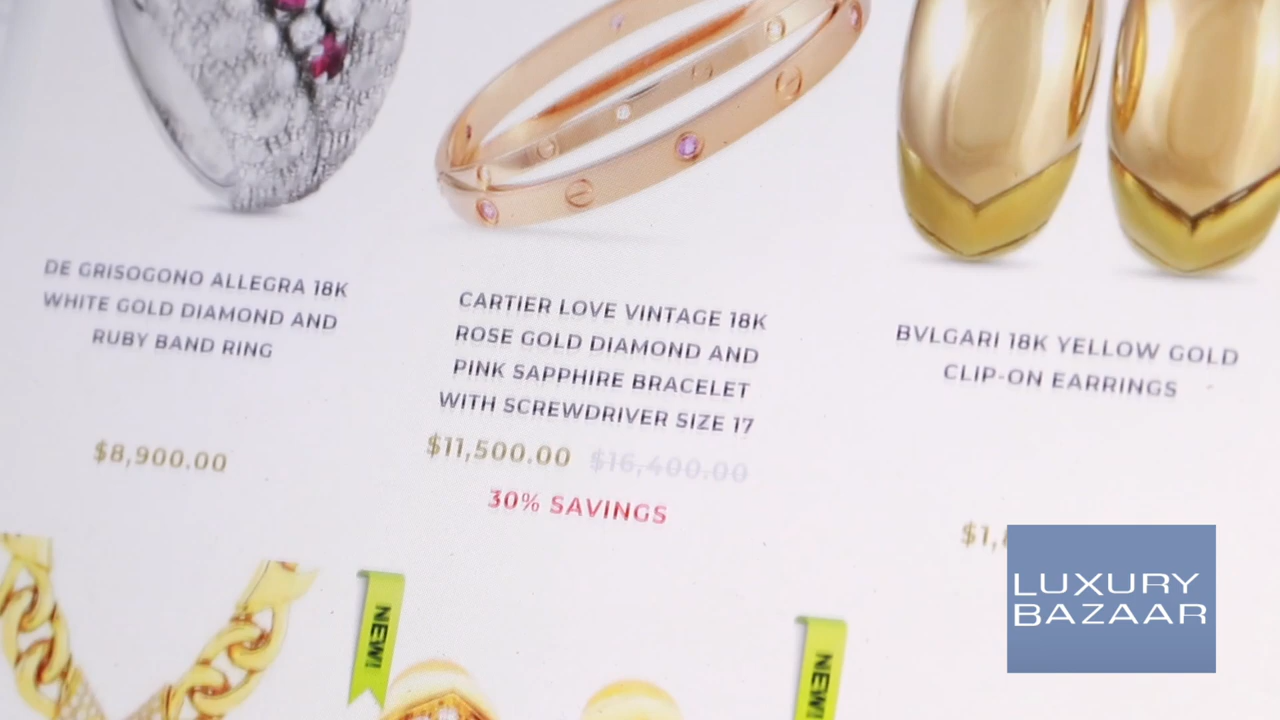 DE GRISOGONO ALLEGRA 18K
WHITE GOLD DIAMOND AND
RUBY BAND RING
$8,900.00
CARTIER LOVE VINTAGE 18K
ROSE GOLD DIAMOND AND
PINK SAPPHIRE BRACELET
WITH SCREWDRIVER SIZE 17
$11,500.00 $16,400.00
30% SAVINGS
BVLGARI 18K YELLOW GOLD
CLIP-ON EARRINGS
NEW!
NEW!
LUXURY
BAZAAR